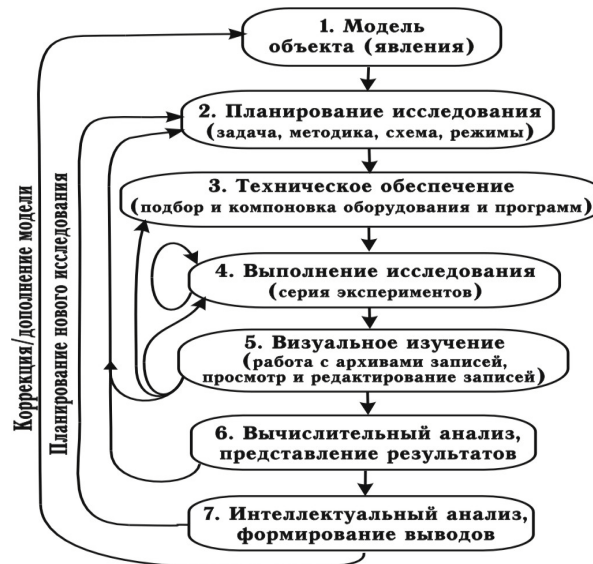 1. Модель
объекта (явления)
2. Планирование исследования
(задача, методика, схема, режимы)
3. Техническое обеспечение
(подбор и компоновка оборудования и программ)
4. Выполнение исследования
(серия экспериментов)
5. Визуальное изучение
(работа с архивами записей,
просмотр и редактирование записей)
6. Вычислительный анализ,
представление результатов
7. Интеллектуальный анализ,
формирование выводов
Коррекция/дополнение модели
Планирование нового исследования